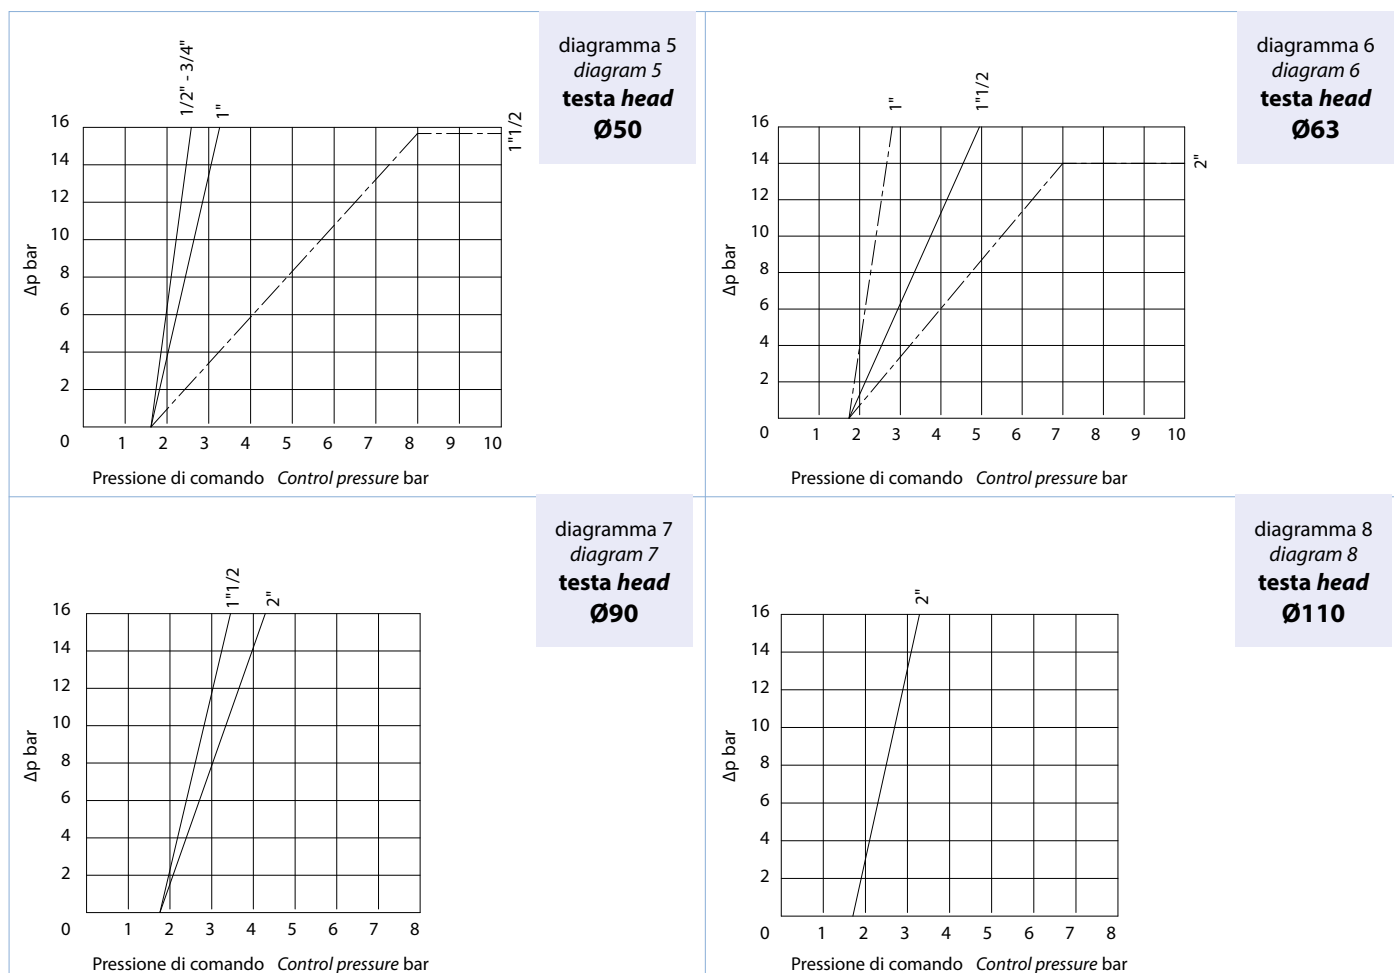 diagramma 5
diagram 5
testa head
Ø50
1/2" - 3/4"
1"
1"1/2
16
14
12
10
8
6
4
2
0
1 2 3 4 5 6 7 8 9 10
Δp bar
Pressione di comando Control pressure bar
diagramma 6
diagram 6
testa head
Ø63
1"
1"1/2
2"
16
14
12
10
8
6
4
2
0
1 2 3 4 5 6 7 8 9 10
Δp bar
Pressione di comando Control pressure bar
diagramma 7
diagram 7
testa head
Ø90
1"1/2
2"
16
14
12
10
8
6
4
2
0
1 2 3 4 5 6 7 8
Δp bar
Pressione di comando Control pressure bar
diagramma 8
diagram 8
testa head
Ø110
2"
16
14
12
10
8
6
4
2
0
1 2 3 4 5 6 7 8
Δp bar
Pressione di comando Control pressure bar